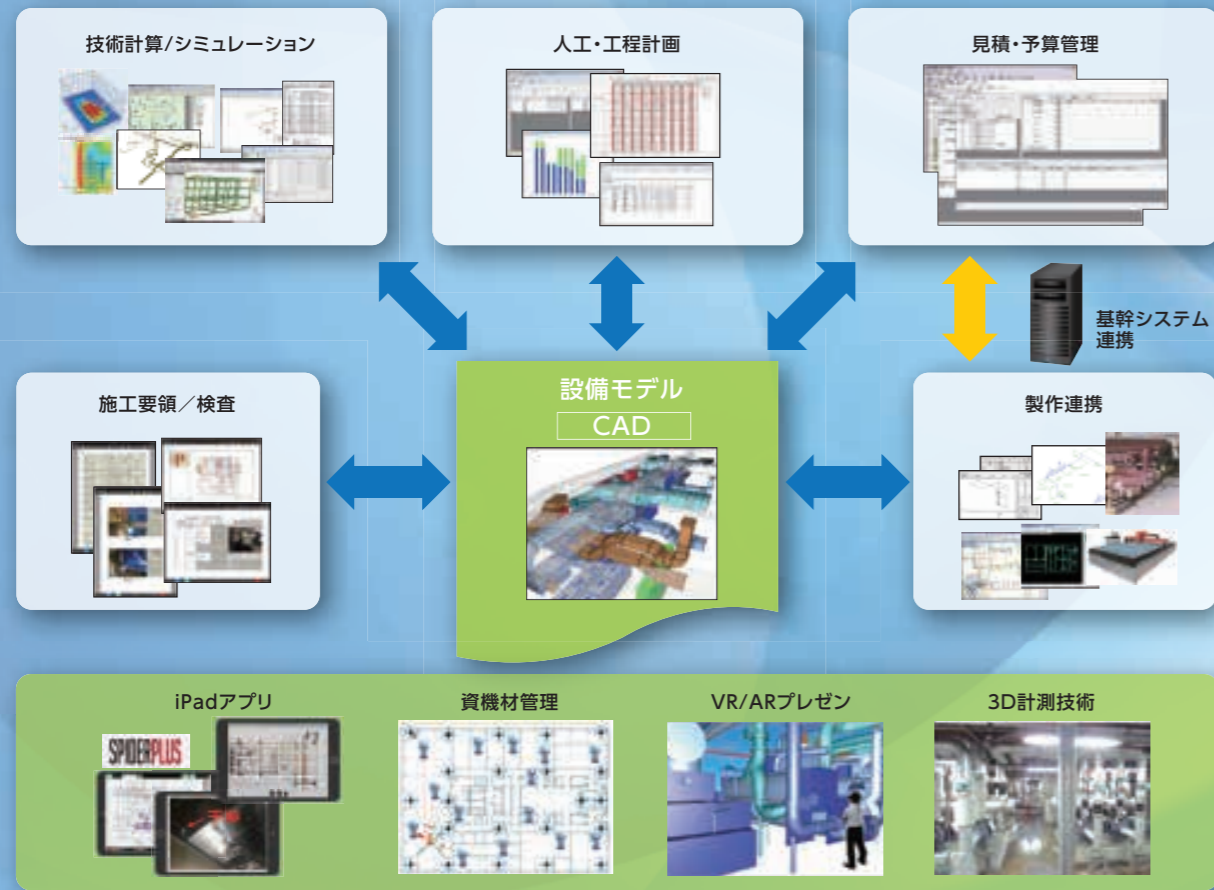 技術計算/シミュレーション
人工・工程計画
見積・予算管理
基幹システム
連携
施工要領／検査
設備モデル
CAD
製作連携
iPadアプリ
資機材管理
VR/ARプレゼン
3D計測技術
SPIDERPLUS